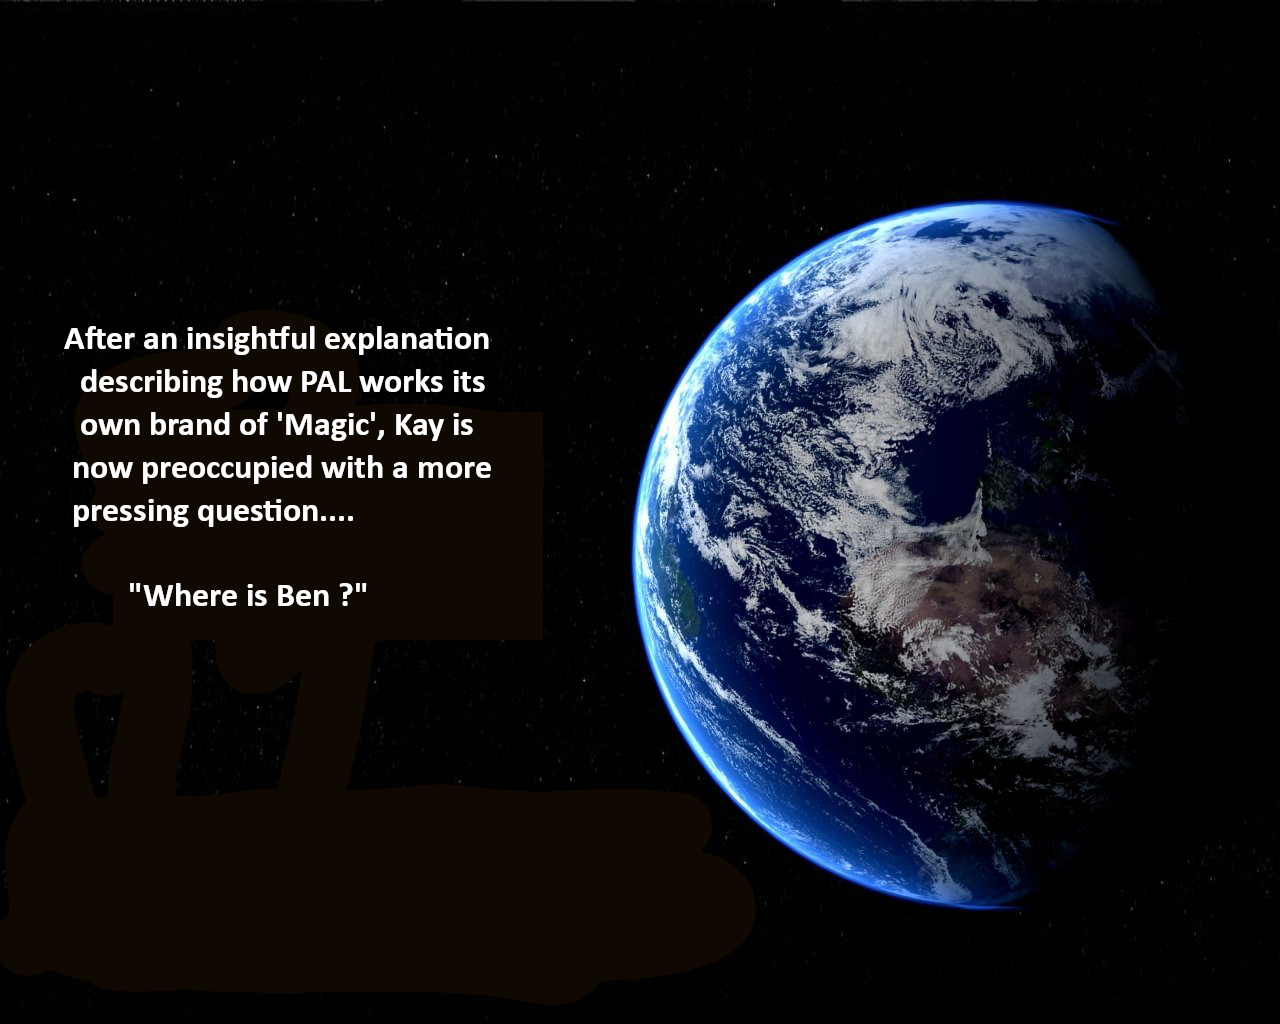 After an insightful explanation
describing how PAL works its
own brand of 'Magic', Kay is
now preoccupied with a more
pressing question....
"Where is Ben ?"